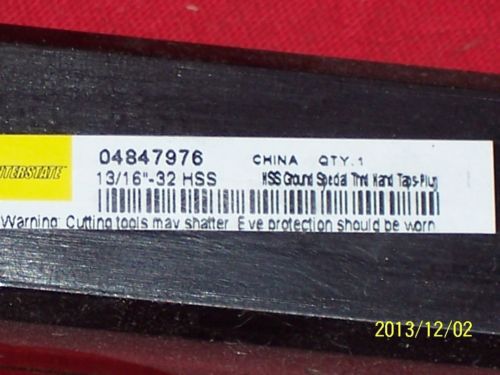 04847976 CHINA QTY. 1
NTERSTATE
13/16"-32 HSS HSS Ground Special Thrd Hand Taps-Plug
Warning: Cutting tools may shatter. Eye protection should be worn
2013/12/02